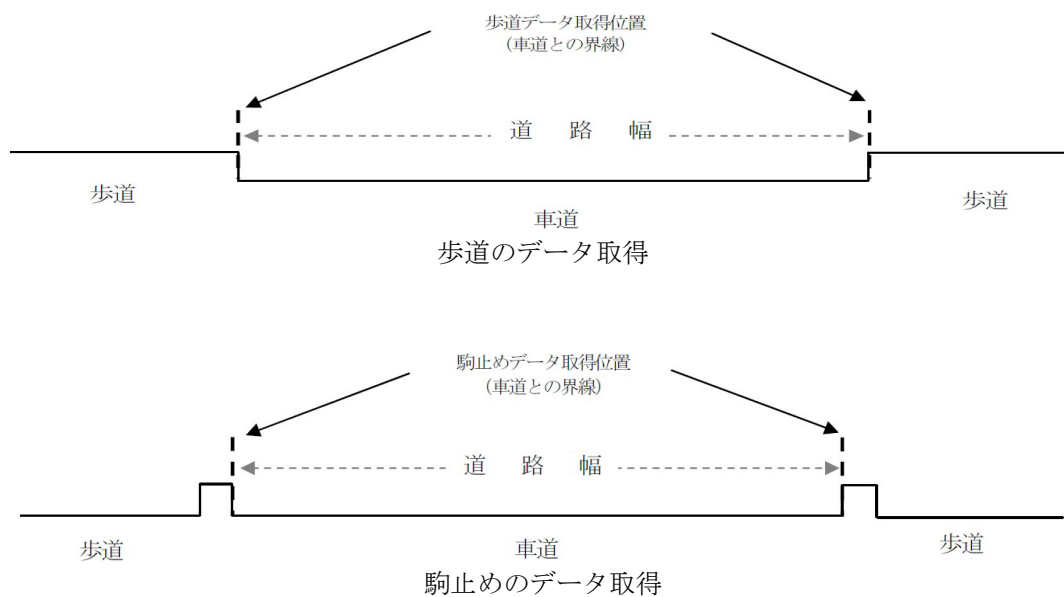 歩道データ取得位置
(車道との界線)
道 路 幅
歩道
歩道
車道
歩道のデータ取得
駒止めデータ取得位置
(車道との界線)
道 路 幅
歩道
車道
歩道
駒止めのデータ取得